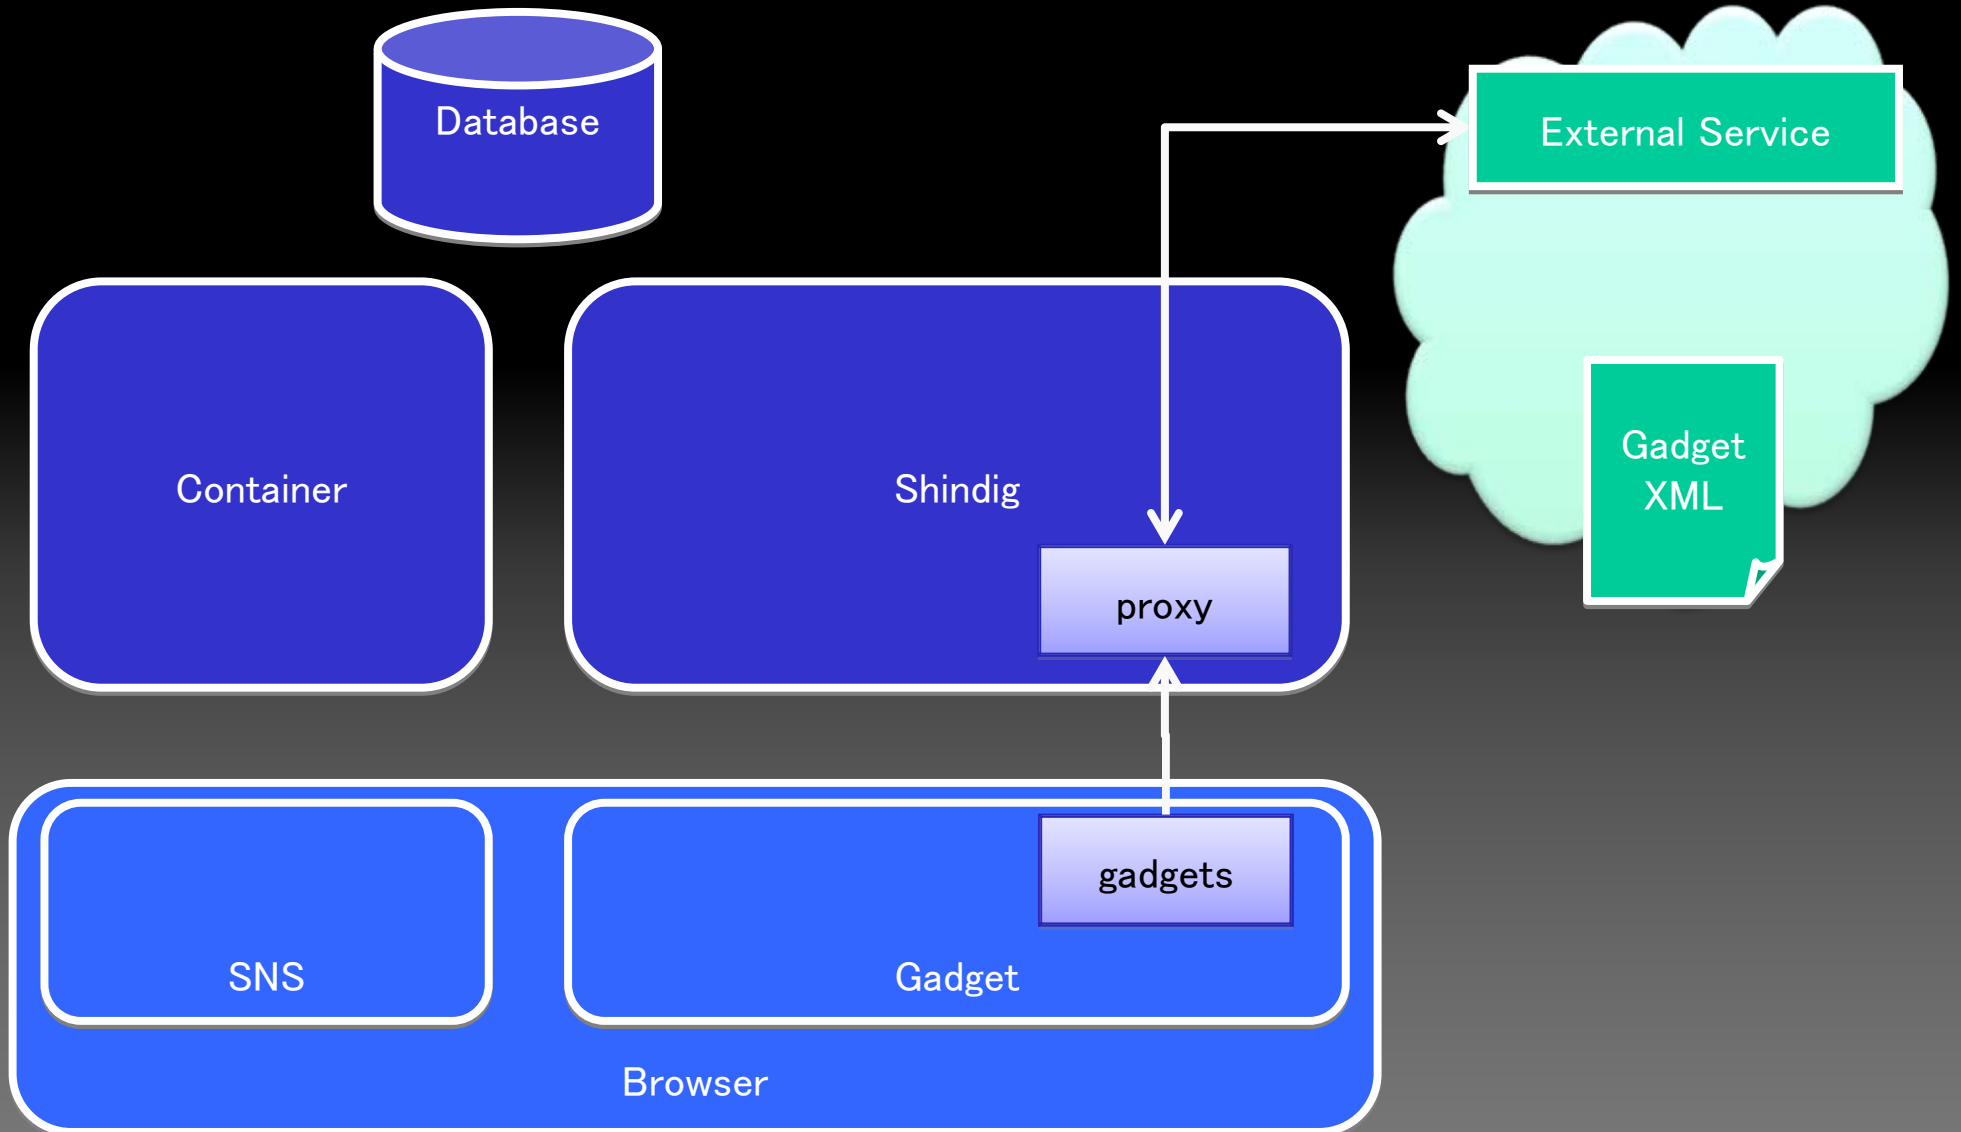 Database
External Service
Container
Shindig
Gadget
XML
proxy
gadgets
SNS
Gadget
Browser